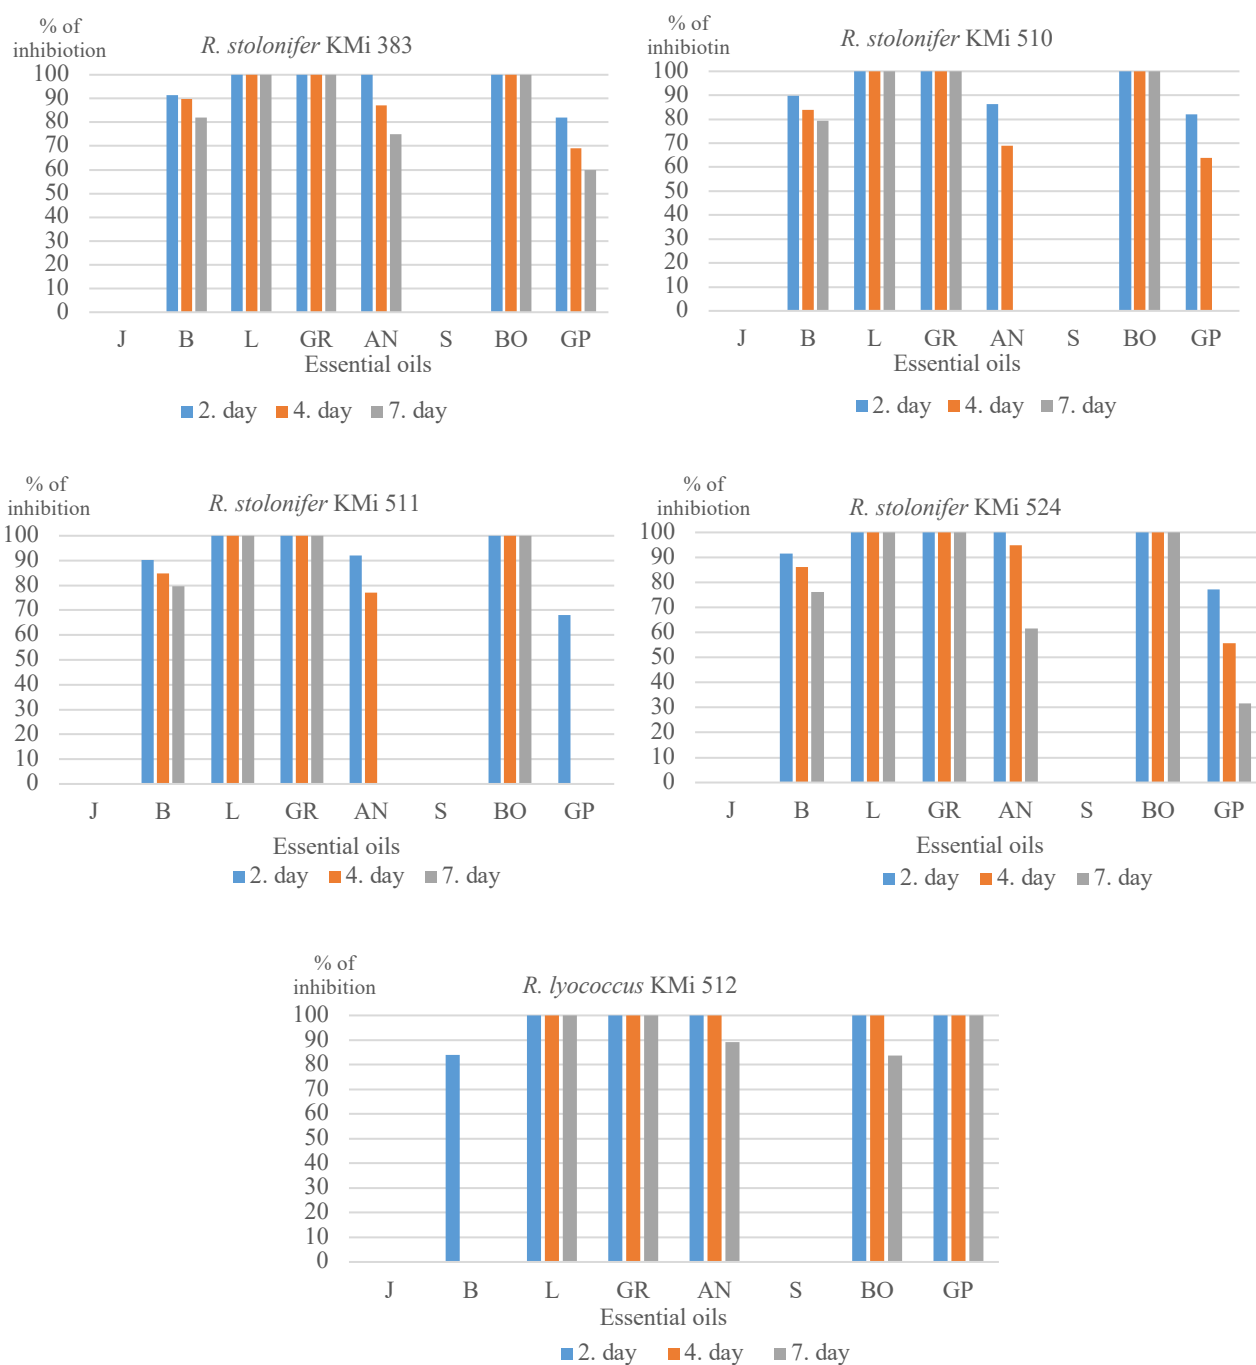 % of
inhibiotion
R. stolonifer KMi 383
100
90
80
70
60
50
40
30
20
10
0
J B L GR AN S BO GP
Essential oils
2. day 4. day 7. day
% of
inhibiotin
R. stolonifer KMi 510
100
90
80
70
60
50
40
30
20
10
0
J B L GR AN S BO GP
Essential oils
2. day 4. day 7. day
% of
inhibition
R. stolonifer KMi 511
100
90
80
70
60
50
40
30
20
10
0
J B L GR AN S BO GP
Essential oils
2. day 4. day 7. day
% of
inhibiotion
R. stolonifer KMi 524
100
90
80
70
60
50
40
30
20
10
0
J B L GR AN S BO GP
Essential oils
2. day 4. day 7. day
% of
inhibition
R. lyococcus KMi 512
100
90
80
70
60
50
40
30
20
10
0
J B L GR AN S BO GP
Essential oils
2. day 4. day 7. day